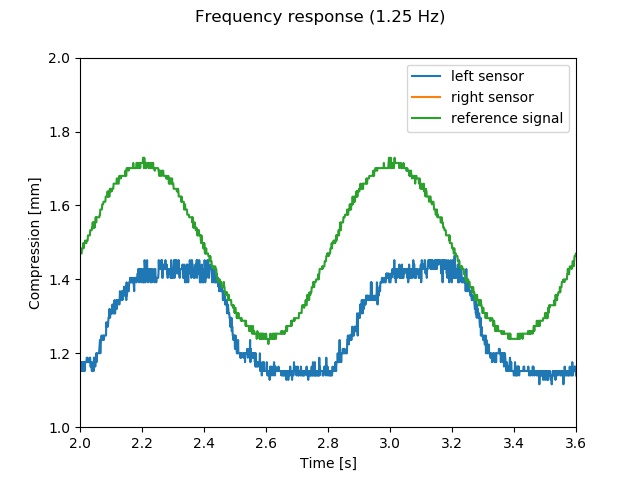 Frequency response (1.25 Hz)
2.0
1.8
1.6
1.4
1.2
1.0
Compression [mm]
left sensor
right sensor
reference signal
2.0 2.2 2.4 2.6 2.8 3.0 3.2 3.4 3.6
Time [s]